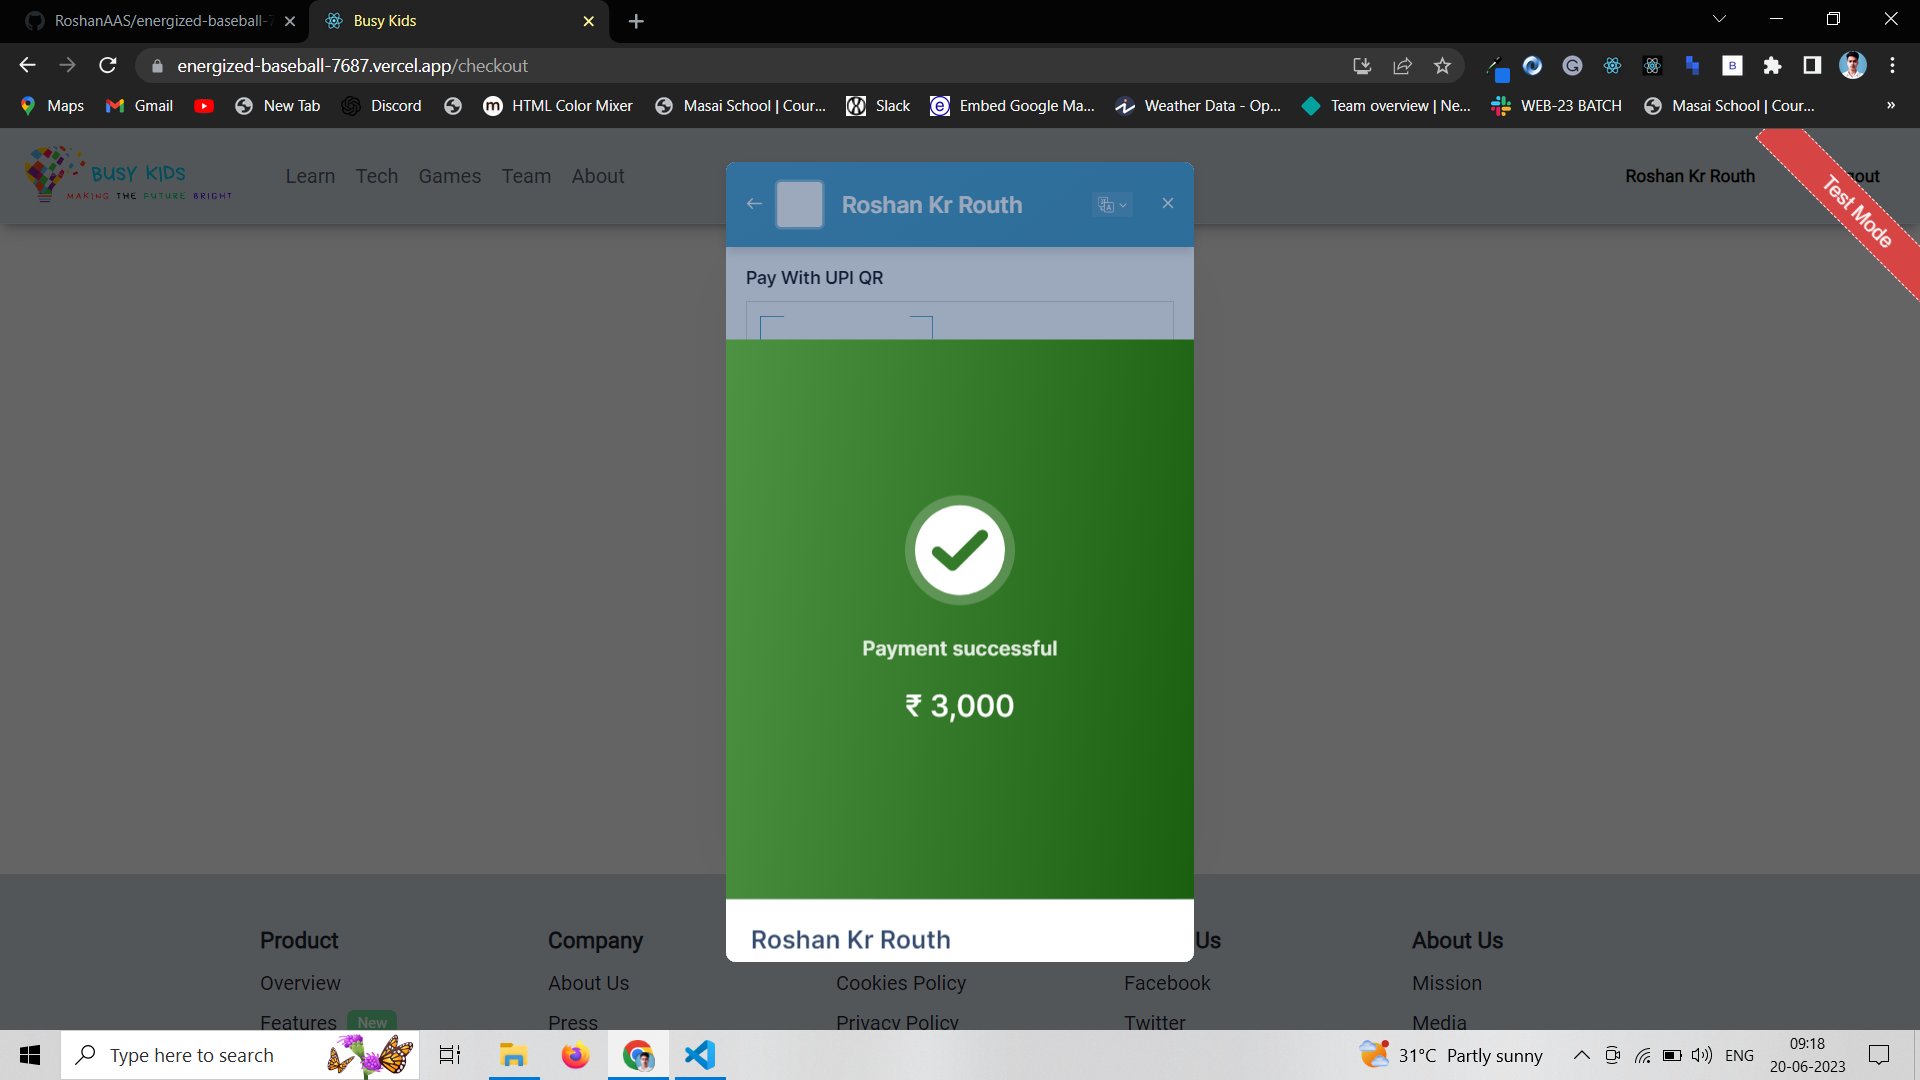 RoshanAAS/energized-baseball-7
Busy Kids
energized-baseball-7687.vercel.app/checkout
Maps
Gmail
New Tab
Discord
HTML Color Mixer
Masai School | Cour...
Slack
Embed Google Ma...
Weather Data - Op...
Team overview | Ne...
WEB-23 BATCH
Masai School | Cour...
»
BUSY KIDS
MAKING THE FUTURE BRIGHT
Learn
Tech
Games
Team
About
Roshan Kr Routh
out
Test Mode
Roshan Kr Routh
Pay With UPI QR
Payment successful
₹ 3,000
Roshan Kr Routh
Product
Company
Us
About Us
Overview
About Us
Cookies Policy
Facebook
Mission
Features
New
Press
Privacy Policy
Twitter
Media
Type here to search
31°C Partly sunny
ENG
09:18
20-06-2023